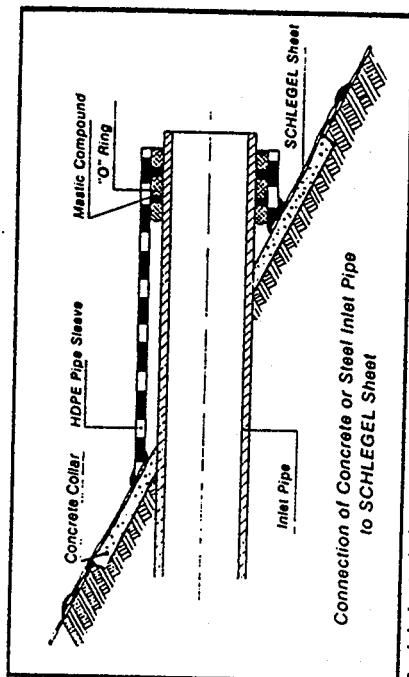 Mastic Compound
"O" Ring
HDPE Pipe Sleeve
Concrete Collar
SCHLEGEL Sheet
Inlet Pipe
Connection of Concrete or Steel Inlet Pipe
to SCHLEGEL Sheet